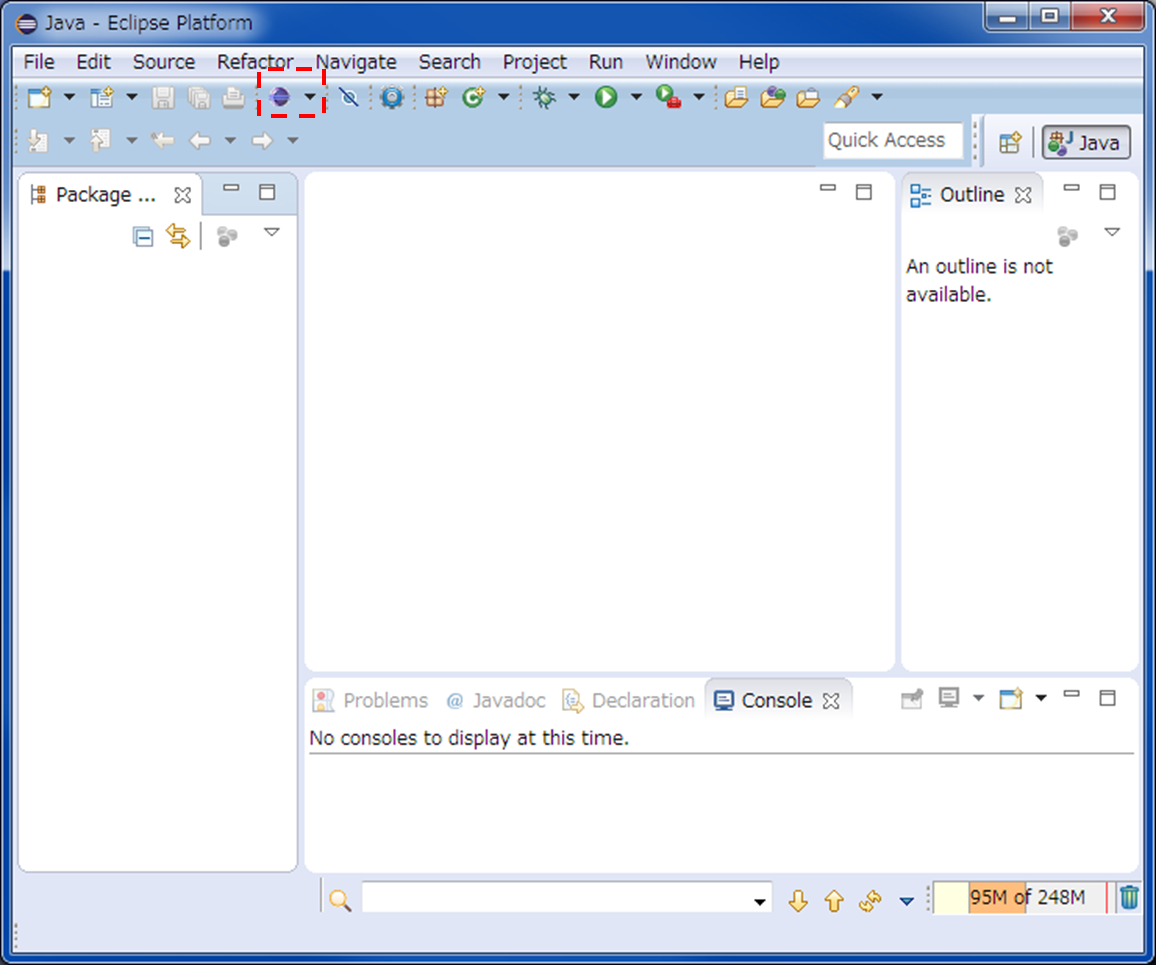 Java - Eclipse Platform
File Edit Source Refactor Navigate Search Project Run Window Help
Quick Access
Java
Package ...
Outline
An outline is not
available.
Problems @ Javadoc Declaration Console
No consoles to display at this time.
95M of 248M